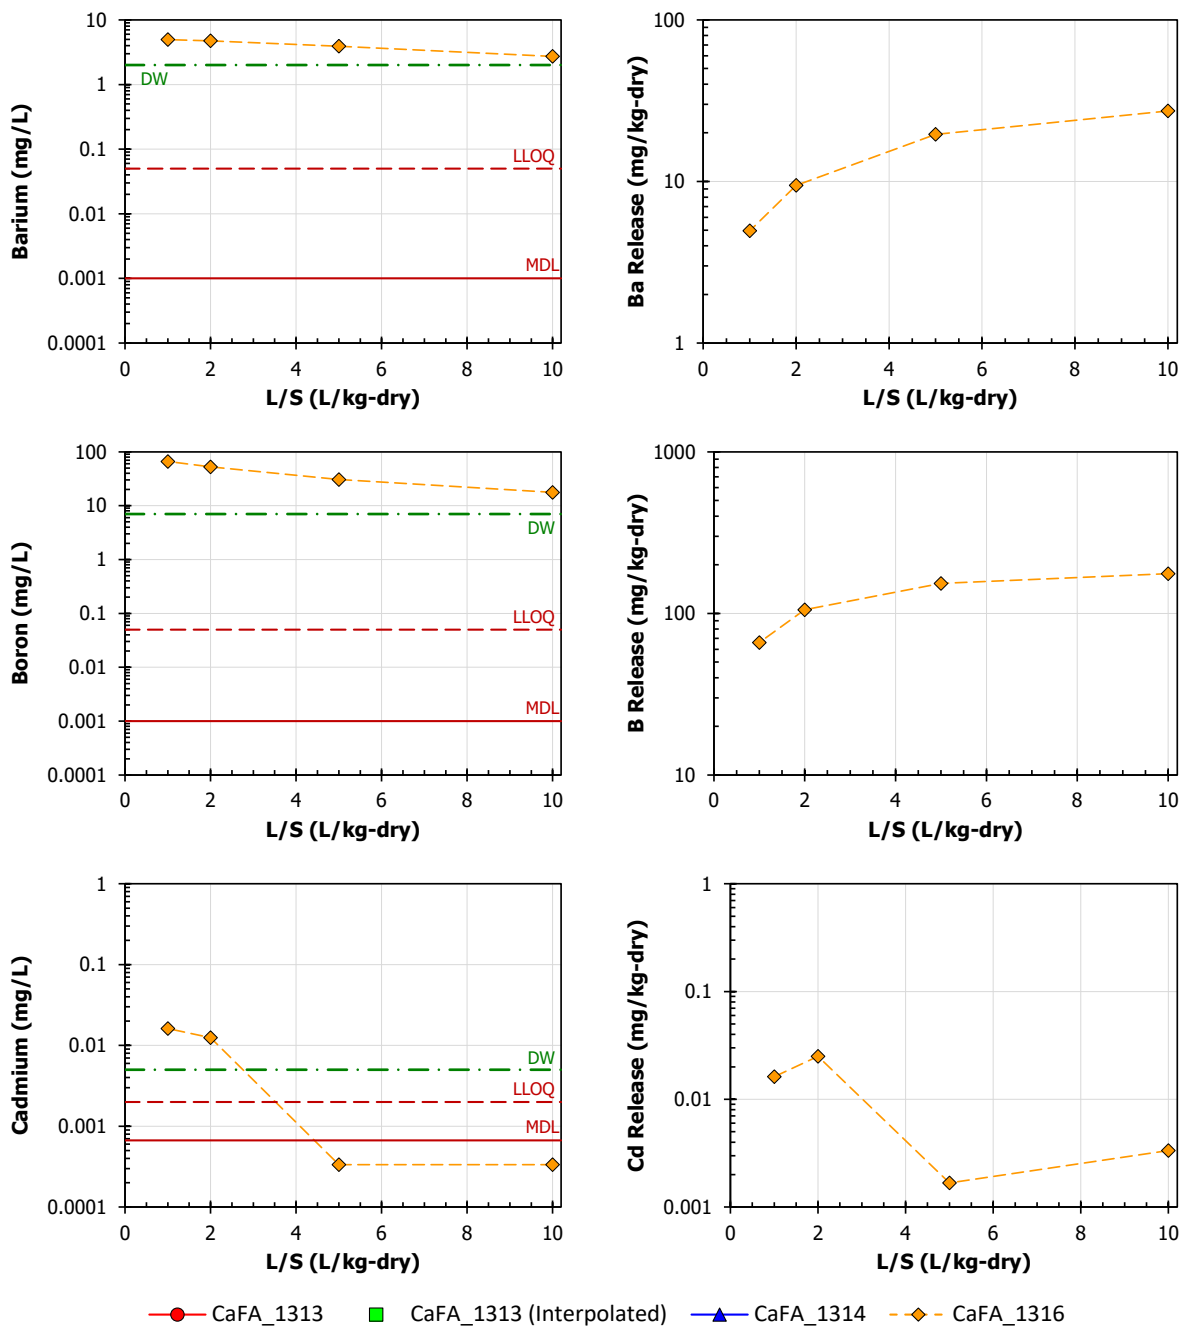 10
1
0.1
0.01
0.001
0.0001
Barium (mg/L)
DW
LLOQ
MDL
0 2 4 6 8 10
L/S (L/kg-dry)
100
10
1
Ba Release (mg/kg-dry)
0 2 4 6 8 10
L/S (L/kg-dry)
100
10
1
0.1
0.01
0.001
0.0001
Boron (mg/L)
DW
LLOQ
MDL
0 2 4 6 8 10
L/S (L/kg-dry)
1000
100
10
B Release (mg/kg-dry)
0 2 4 6 8 10
L/S (L/kg-dry)
1
0.1
0.01
0.001
0.0001
Cadmium (mg/L)
DW
LLOQ
MDL
0 2 4 6 8 10
L/S (L/kg-dry)
1
0.1
0.01
0.001
Cd Release (mg/kg-dry)
0 2 4 6 8 10
L/S (L/kg-dry)
CaFA_1313 CaFA_1313 (Interpolated) CaFA_1314 CaFA_1316